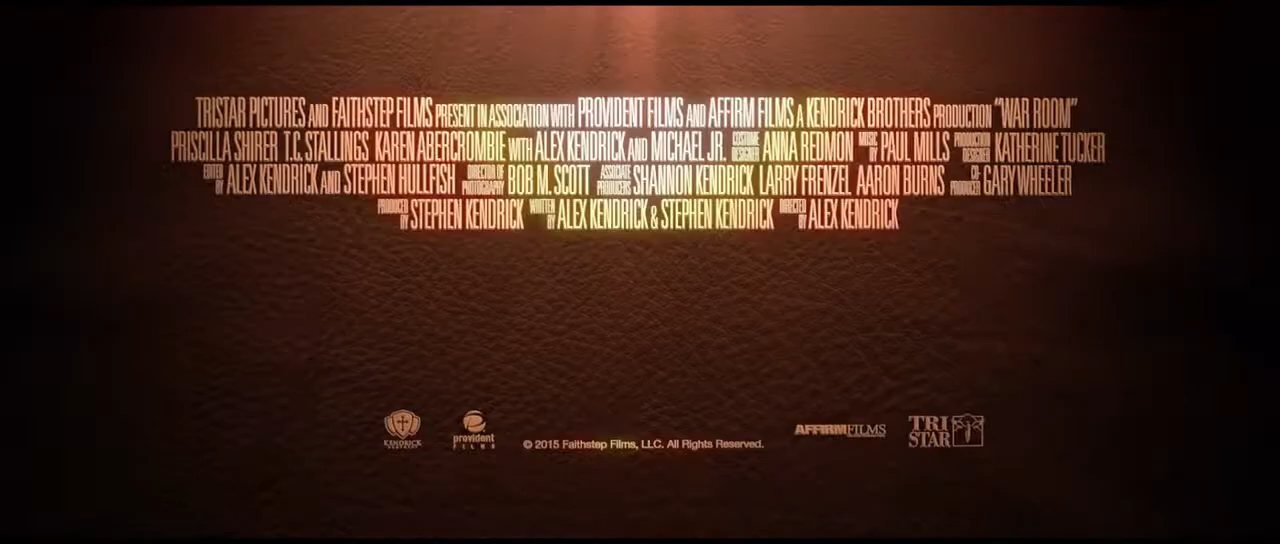 TRISTAR PICTURES AND FAITHSTEP FILMS PRESENT IN ASSOCIATION WITH PROVIDENT FILMS AND AFFIRM FILMS A KENDRICK BROTHERS PRODUCTION "WAR ROOM"
PRISCILLA SHIRER T.C. STALLINGS KAREN ABERCROMBIE WITH ALEX KENDRICK AND MICHAEL JR. COSTUME DESIGNER ANNA REDMON MUSIC BY PAUL MILLS PRODUCTION DESIGNER KATHERINE TUCKER
EDITED BY ALEX KENDRICK AND STEPHEN HULLFISH DIRECTOR OF PHOTOGRAPHY BOB M. SCOTT ASSOCIATE PRODUCERS SHANNON KENDRICK LARRY FRENZEL AARON BURNS CO-PRODUCER GARY WHEELER
PRODUCED BY STEPHEN KENDRICK WRITTEN BY ALEX KENDRICK & STEPHEN KENDRICK DIRECTED BY ALEX KENDRICK
KENDRICK BROTHERS
provident FILMS
© 2015 Faithstep Films, LLC. All Rights Reserved.
AFFIRM FILMS
TRI STAR